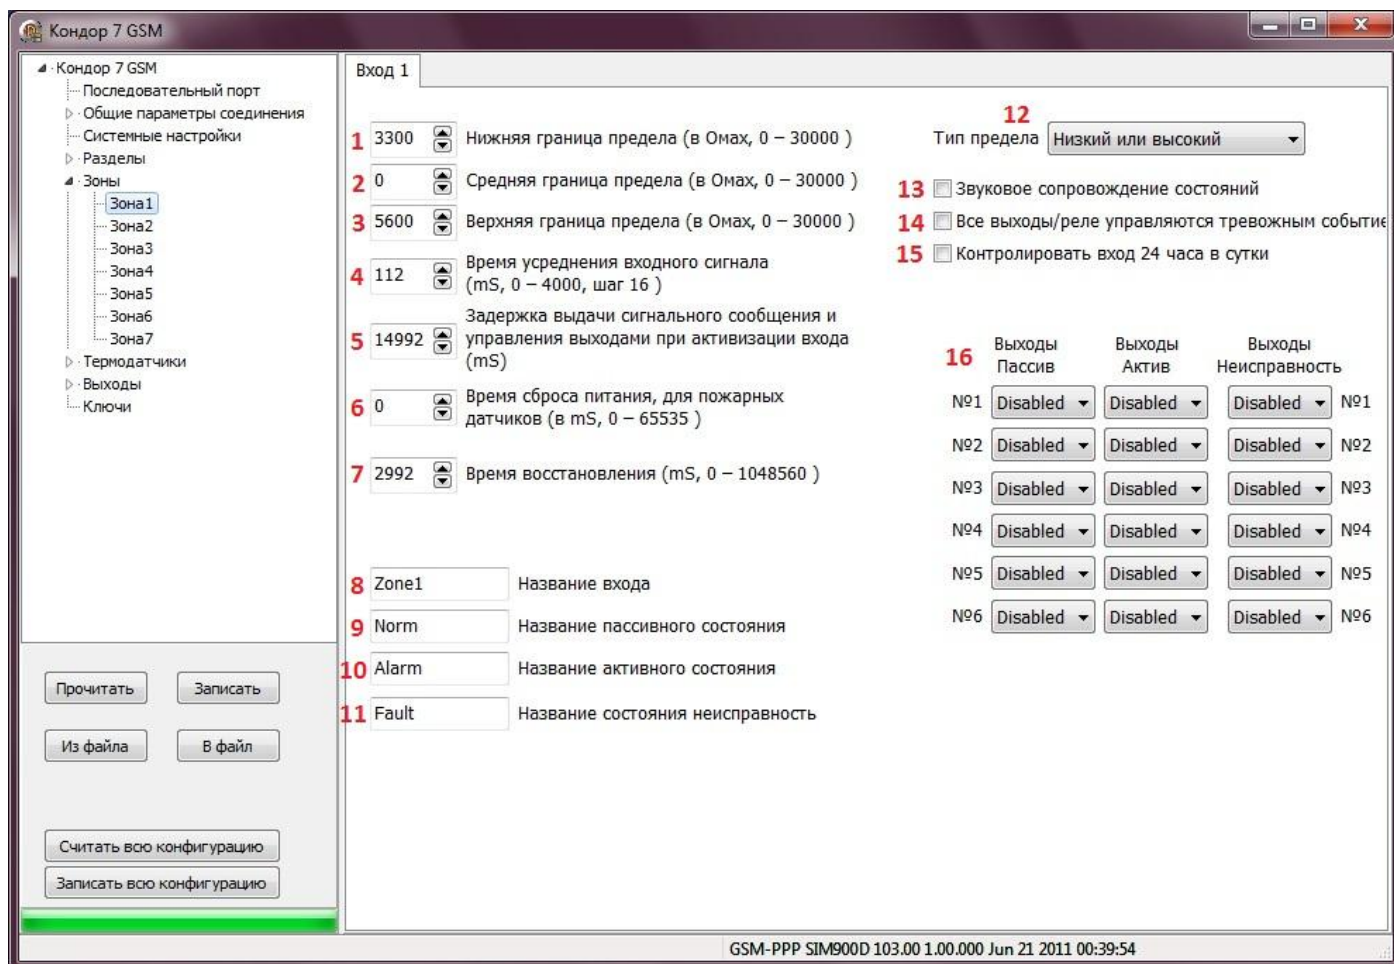 Кондор 7 GSM
Кондор 7 GSM
Последовательный порт
Общие параметры соединения
Системные настройки
Разделы
Зоны
Зона1
Зона2
Зона3
Зона4
Зона5
Зона6
Зона7
Термодатчики
Выходы
Ключи
Прочитать
Записать
Из файла
В файл
Считать всю конфигурацию
Записать всю конфигурацию
Вход 1
1 3300 Нижняя граница предела (в Омах, 0 – 30000 )
2 0 Средняя граница предела (в Омах, 0 – 30000 )
3 5600 Верхняя граница предела (в Омах, 0 – 30000 )
4 112 Время усреднения входного сигнала
(mS, 0 – 4000, шаг 16 )
Задержка выдачи сигнального сообщения и
5 14992 управления выходами при активизации входа
(mS)
6 0 Время сброса питания, для пожарных
датчиков (в mS, 0 – 65535 )
7 2992 Время восстановления (mS, 0 – 1048560 )
8 Zone1 Название входа
9 Norm Название пассивного состояния
10 Alarm Название активного состояния
11 Fault Название состояния неисправность
12
Тип предела Низкий или высокий
13 Звуковое сопровождение состояний
14 Все выходы/реле управляются тревожным событие
15 Контролировать вход 24 часа в сутки
16 Выходы Выходы Выходы
Пассив Актив Неисправность
№1 Disabled Disabled Disabled №1
№2 Disabled Disabled Disabled №2
№3 Disabled Disabled Disabled №3
№4 Disabled Disabled Disabled №4
№5 Disabled Disabled Disabled №5
№6 Disabled Disabled Disabled №6
GSM-PPP SIM900D 103.00 1.00.000 Jun 21 2011 00:39:54